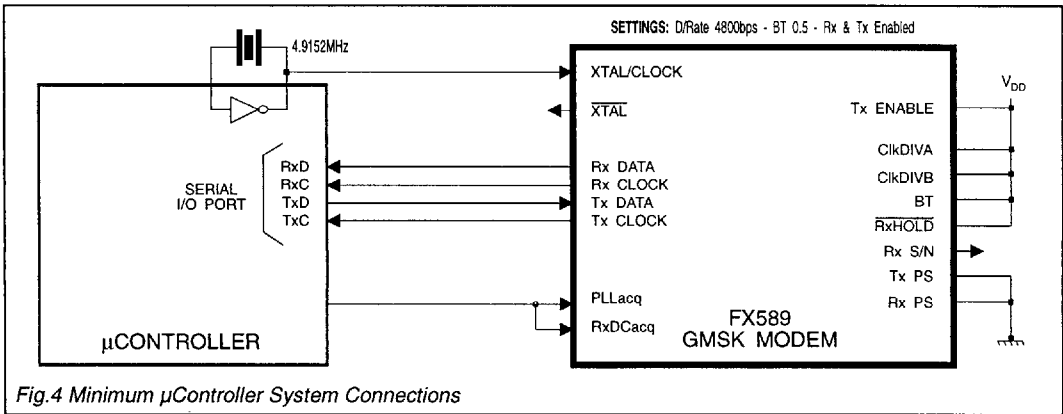 SETTINGS: D/Rate 4800bps - BT 0.5 - Rx & Tx Enabled
4.9152MHz
XTAL/CLOCK
XTAL
VDD
Tx ENABLE
ClkDIVA
ClkDIVB
BT
RxHOLD
Rx S/N
Tx PS
Rx PS
SERIAL
I/O PORT
RxD
RxC
TxD
TxC
Rx DATA
Rx CLOCK
Tx DATA
Tx CLOCK
PLLacq
RxDCacq
µCONTROLLER
FX589
GMSK MODEM
Fig.4 Minimum µController System Connections